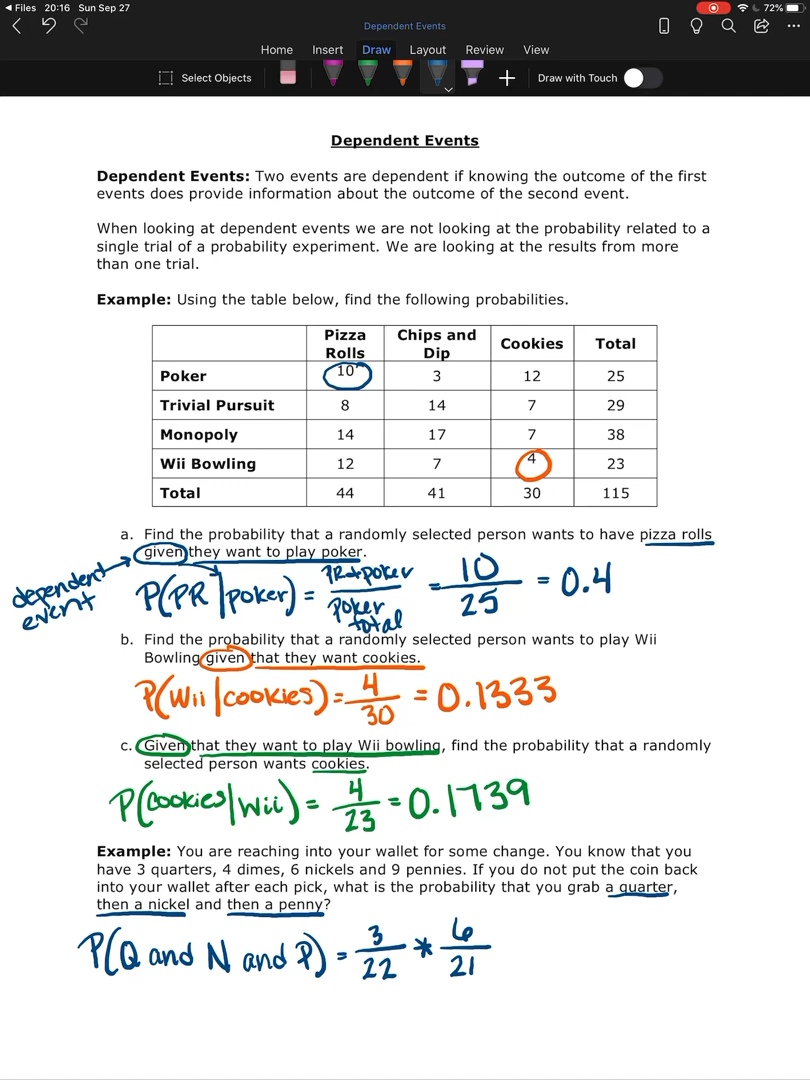 Files 20:16 Sun Sep 27 72%
Dependent Events
Home Insert Draw Layout Review View
Select Objects Draw with Touch
Dependent Events
Dependent Events: Two events are dependent if knowing the outcome of the first
events does provide information about the outcome of the second event.
When looking at dependent events we are not looking at the probability related to a
single trial of a probability experiment. We are looking at the results from more
than one trial.
Example: Using the table below, find the following probabilities.
Pizza Rolls Chips and Dip Cookies Total
Poker 10 3 12 25
Trivial Pursuit 8 14 7 29
Monopoly 14 17 7 38
Wii Bowling 12 7 4 23
Total 44 41 30 115
a. Find the probability that a randomly selected person wants to have pizza rolls
given they want to play poker.
dependent event
P(PR | poker) = PR+poker / poker total = 10/25 = 0.4
b. Find the probability that a randomly selected person wants to play Wii
Bowling given that they want cookies.
P(Wii | cookies) = 4/30 = 0.1333
c. Given that they want to play Wii bowling, find the probability that a randomly
selected person wants cookies.
P(cookies | Wii) = 4/23 = 0.1739
Example: You are reaching into your wallet for some change. You know that you
have 3 quarters, 4 dimes, 6 nickels and 9 pennies. If you do not put the coin back
into your wallet after each pick, what is the probability that you grab a quarter,
then a nickel and then a penny?
P(Q and N and P) = 3/22 * 6/21